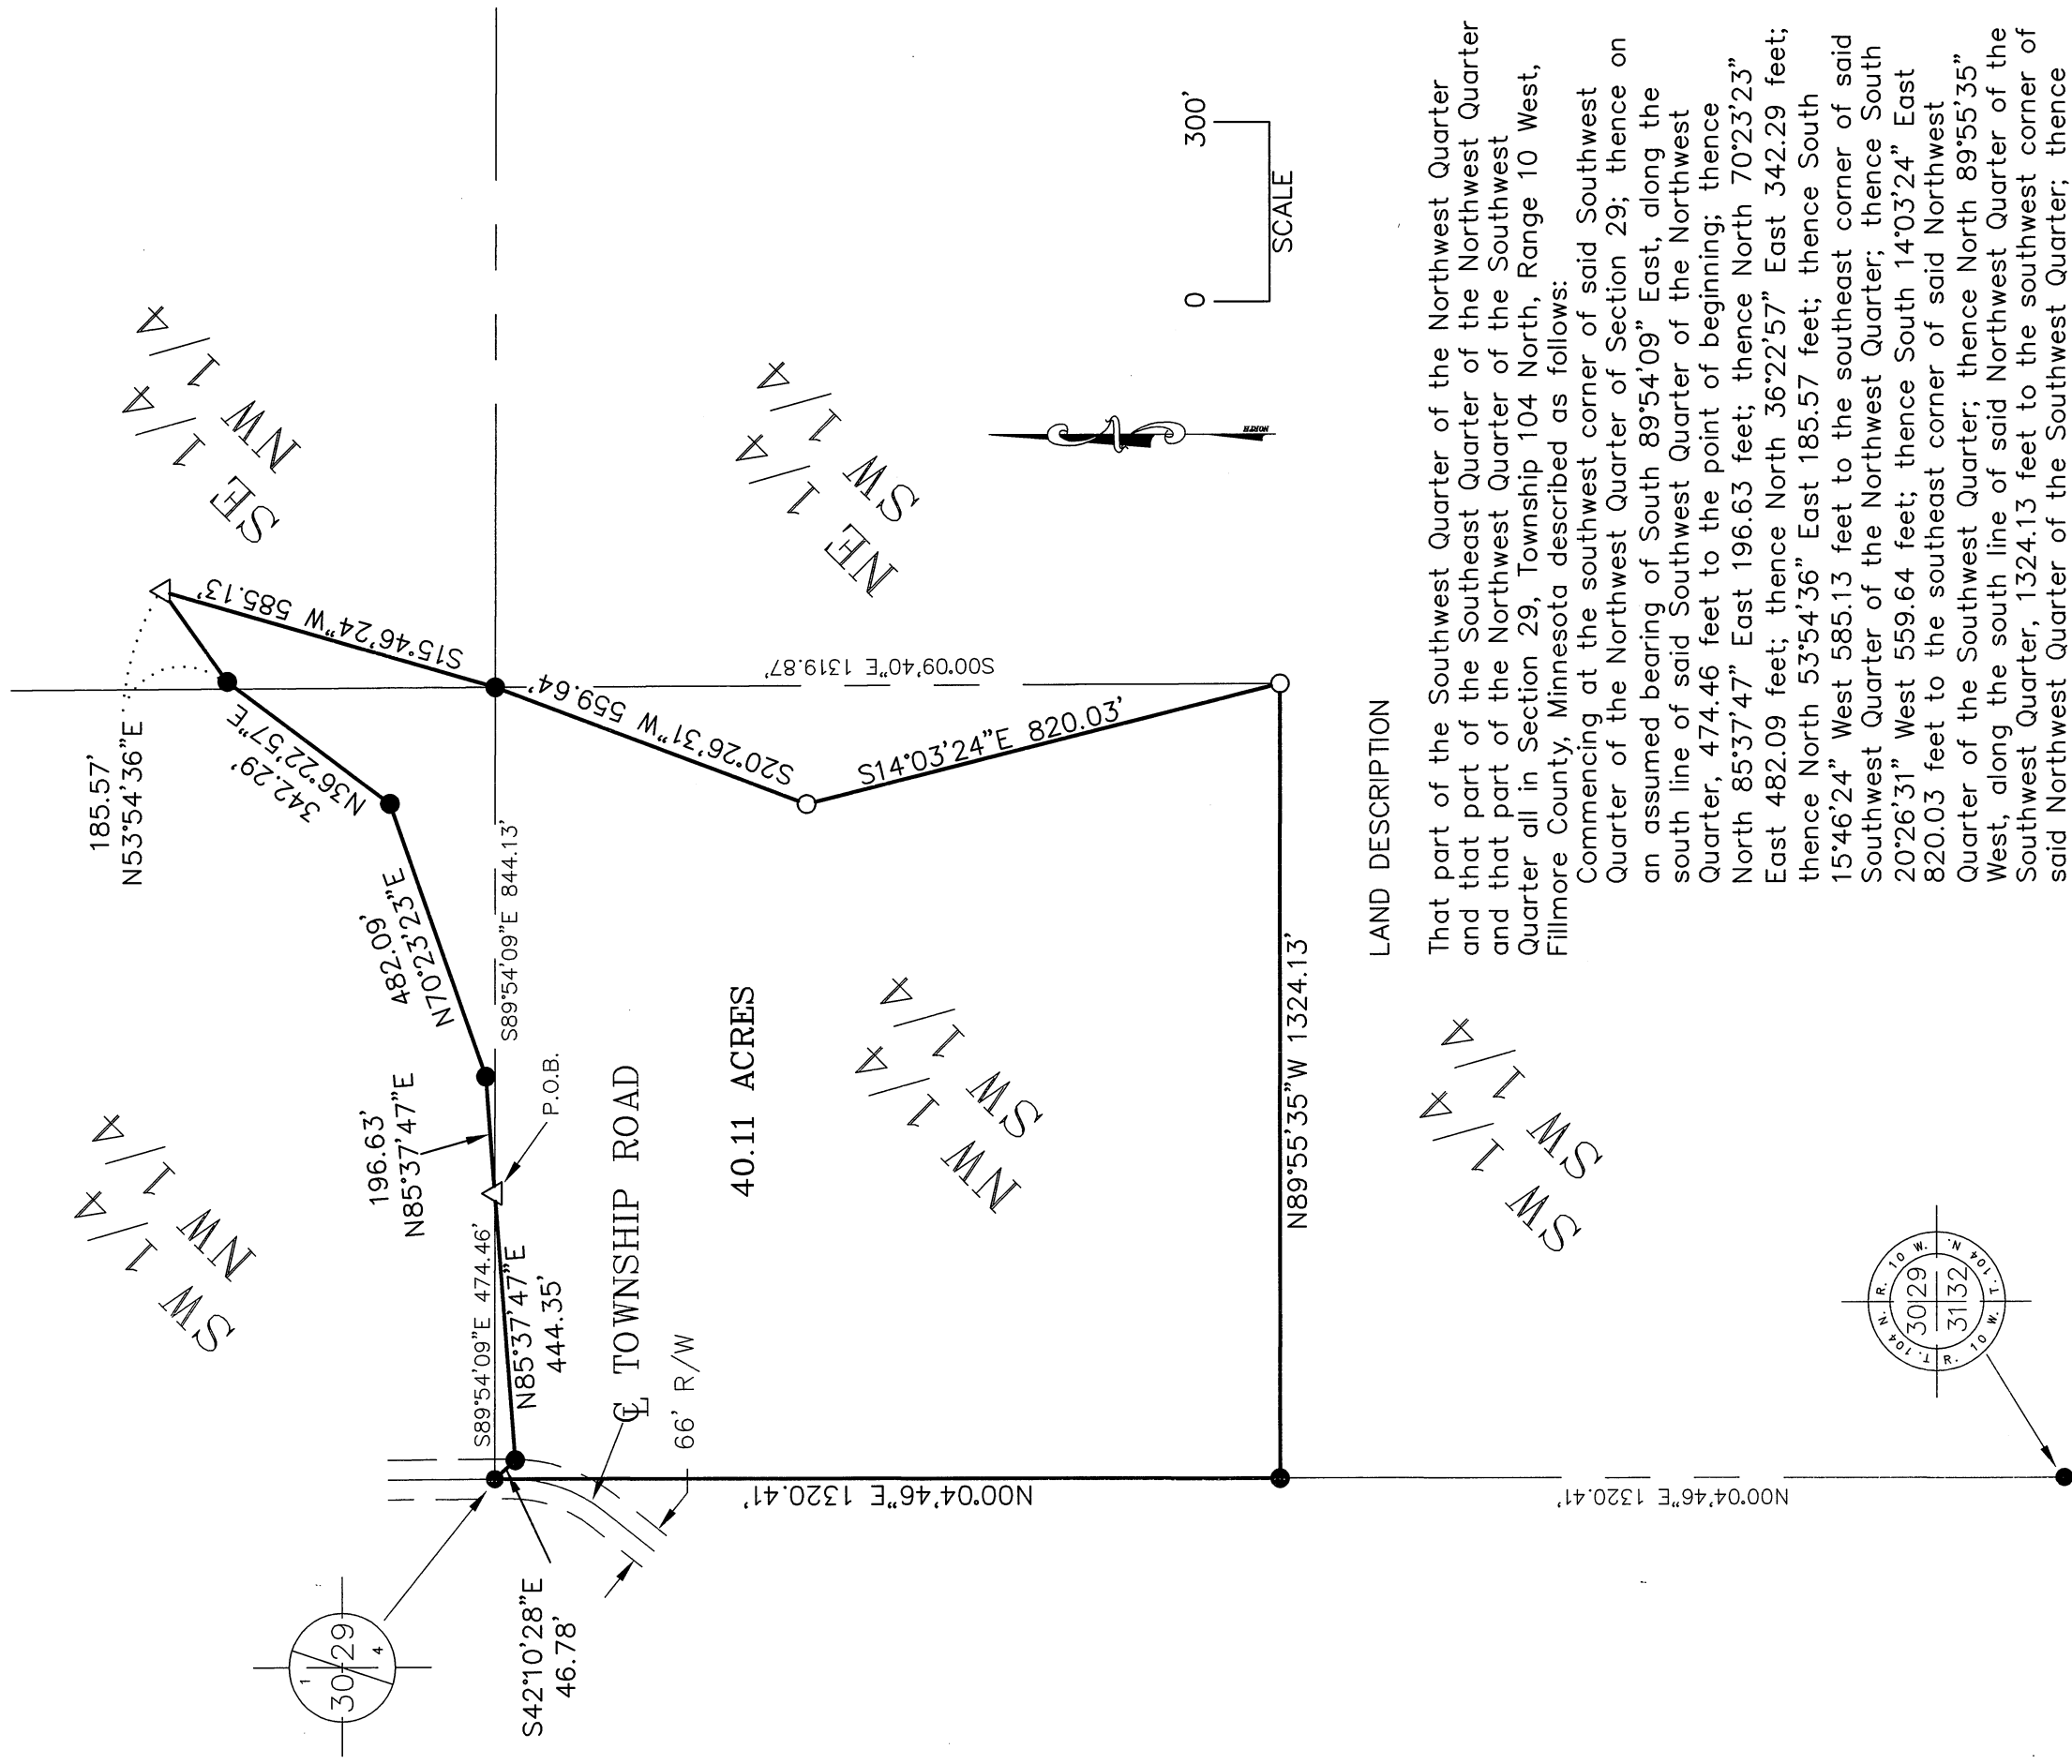 SW 1/4
NW 1/4
SE 1/4
NW 1/4
185.57'
N53°54'36"E
342.29'
N36°22'57"E
S15°46'24"W 585.13'
482.09'
N70°23'23"E
196.63'
N85°37'47"E
1
30 29
4
S89°54'09"E 474.46'
S89°54'09"E 844.13'
P.O.B.
N85°37'47"E
444.35'
S42°10'28"E
46.78'
℄ TOWNSHIP ROAD
66' R/W
40.11 ACRES
S20°26'31"W 559.64'
S00°09'40"E 1319.87'
S14°03'24"E 820.03'
NE 1/4
SW 1/4
NORTH
NW 1/4
SW 1/4
N00°04'46"E 1320.41'
N89°55'35"W 1324.13'
0 300'
SCALE
SW 1/4
SW 1/4
N00°04'46"E 1320.41'
T. 104 N. R. 10 W.
30 29
31 32
R. 10 W. T. 104 N.
LAND DESCRIPTION
That part of the Southwest Quarter of the Northwest Quarter
and that part of the Southeast Quarter of the Northwest Quarter
and that part of the Northwest Quarter of the Southwest
Quarter all in Section 29, Township 104 North, Range 10 West,
Fillmore County, Minnesota described as follows:
Commencing at the southwest corner of said Southwest
Quarter of the Northwest Quarter of Section 29; thence on
an assumed bearing of South 89°54'09" East, along the
south line of said Southwest Quarter of the Northwest
Quarter, 474.46 feet to the point of beginning; thence
North 85°37'47" East 196.63 feet; thence North 70°23'23"
East 482.09 feet; thence North 36°22'57" East 342.29 feet;
thence North 53°54'36" East 185.57 feet; thence South
15°46'24" West 585.13 feet to the southeast corner of said
Southwest Quarter of the Northwest Quarter; thence South
20°26'31" West 559.64 feet; thence South 14°03'24" East
820.03 feet to the southeast corner of said Northwest
Quarter of the Southwest Quarter; thence North 89°55'35"
West, along the south line of said Northwest Quarter of the
Southwest Quarter, 1324.13 feet to the southwest corner of
said Northwest Quarter of the Southwest Quarter; thence